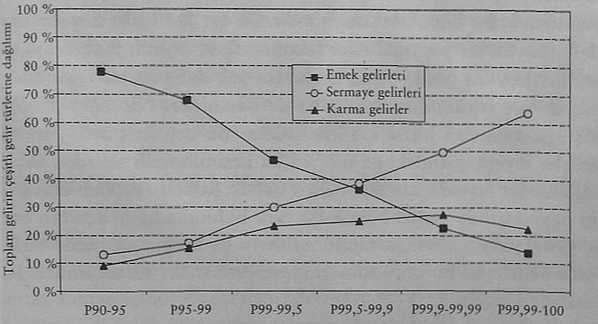 Toplam gelirin çeşitli gelir türlerine dağılımı
100 %
90 %
80 %
70 %
60 %
50 %
40 %
30 %
20 %
10 %
0 %
Emek gelirleri
Sermaye gelirleri
Karma gelirler
P90-95
P95-99
P99-99,5
P99,5-99,9
P99,9-99,99
P99,99-100